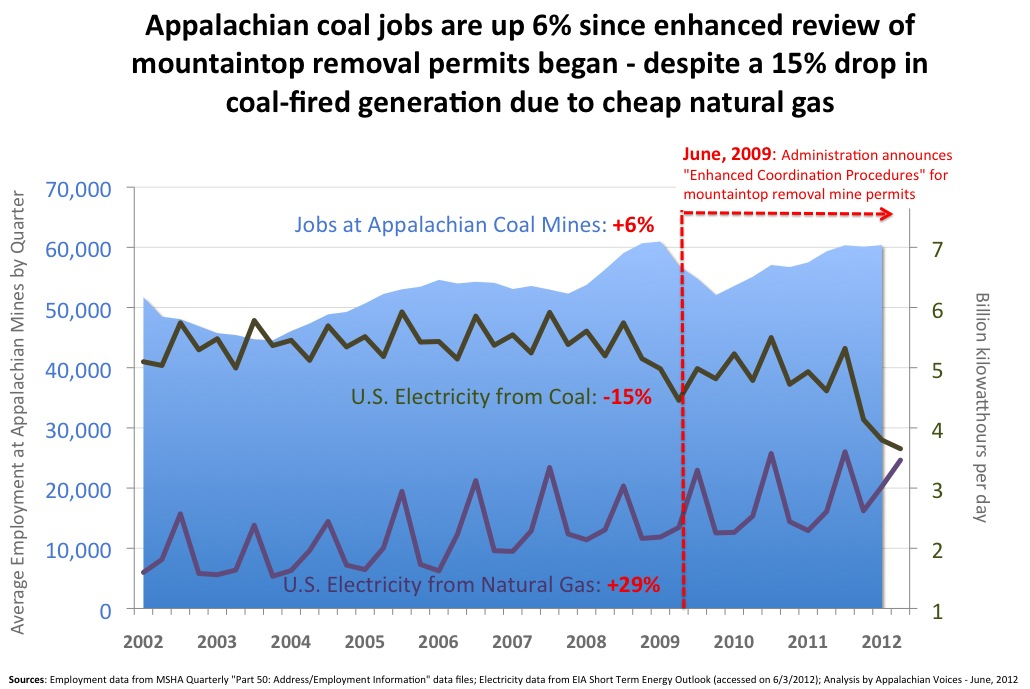 Appalachian coal jobs are up 6% since enhanced review of
mountaintop removal permits began - despite a 15% drop in
coal-fired generation due to cheap natural gas
June, 2009: Administration announces
"Enhanced Coordination Procedures" for
mountaintop removal mine permits
Average Employment at Appalachian Mines by Quarter
70,000
60,000
50,000
40,000
30,000
20,000
10,000
0
Jobs at Appalachian Coal Mines: +6%
U.S. Electricity from Coal: -15%
U.S. Electricity from Natural Gas: +29%
7
6
5
4
3
2
1
Billion kilowatthours per day
2002 2003 2004 2005 2006 2007 2008 2009 2010 2011 2012
Sources: Employment data from MSHA Quarterly "Part 50: Address/Employment Information" data files; Electricity data from EIA Short Term Energy Outlook (accessed on 6/3/2012); Analysis by Appalachian Voices - June, 2012